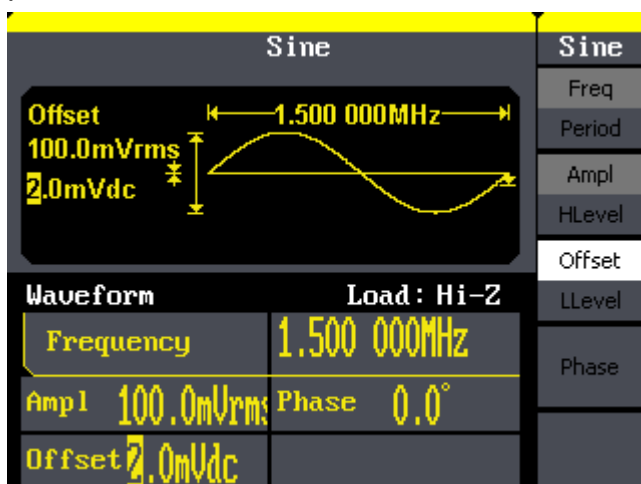 Sine
Sine
Offset
1.500 000MHz
100.0mVrms
2.0mVdc
Freq
Period
Ampl
HLevel
Offset
LLevel
Phase
Waveform Load: Hi-Z
Frequency 1.500 000MHz
Ampl 100.0mVrms Phase 0.0°
Offset 2.0mVdc